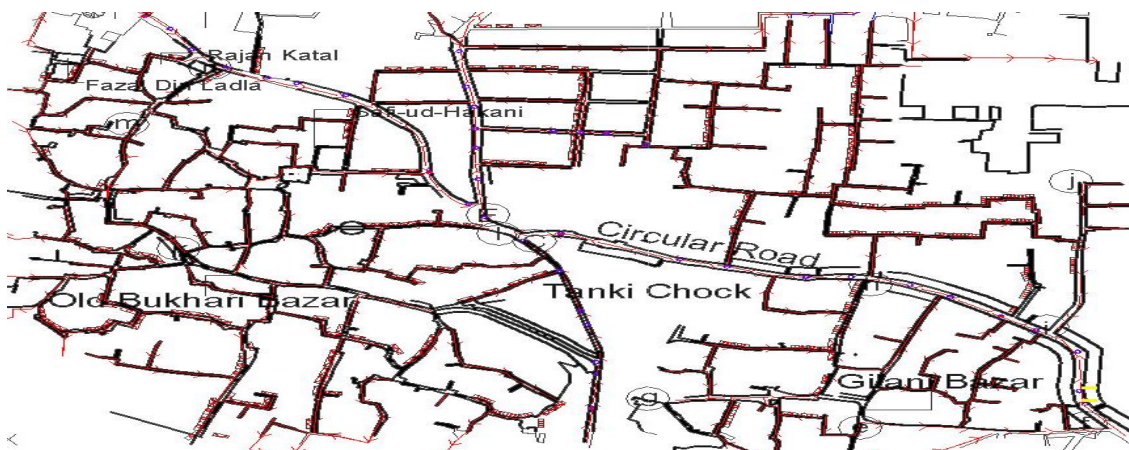 Rajan Katal
Fazal Din Ladla
Safi-ud-Hakani
m
j
F
Circular Road
Old Bukhari Bazar
Tanki Chock
Gilani Bazar
g
e